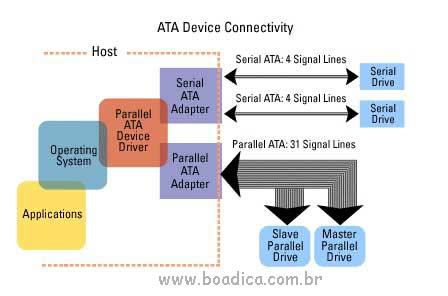 ATA Device Connectivity
Host
Serial ATA: 4 Signal Lines
Serial
ATA
Adapter
Serial
Drive
Serial ATA: 4 Signal Lines
Serial
Drive
Parallel
ATA
Device
Driver
Operating
System
Parallel
ATA
Adapter
Parallel ATA: 31 Signal Lines
Applications
Slave
Parallel
Drive
Master
Parallel
Drive
www.boadica.com.br